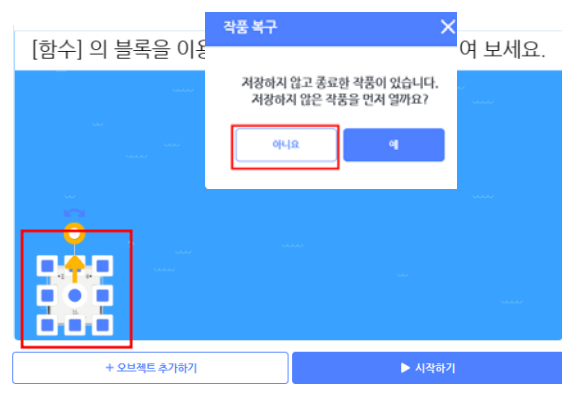 작품 복구
[함수] 의 블록을 이용
여 보세요.
저장하지 않고 종료한 작품이 있습니다.
저장하지 않은 작품을 먼저 열까요?
아니요
예
+ 오브젝트 추가하기
▶ 시작하기